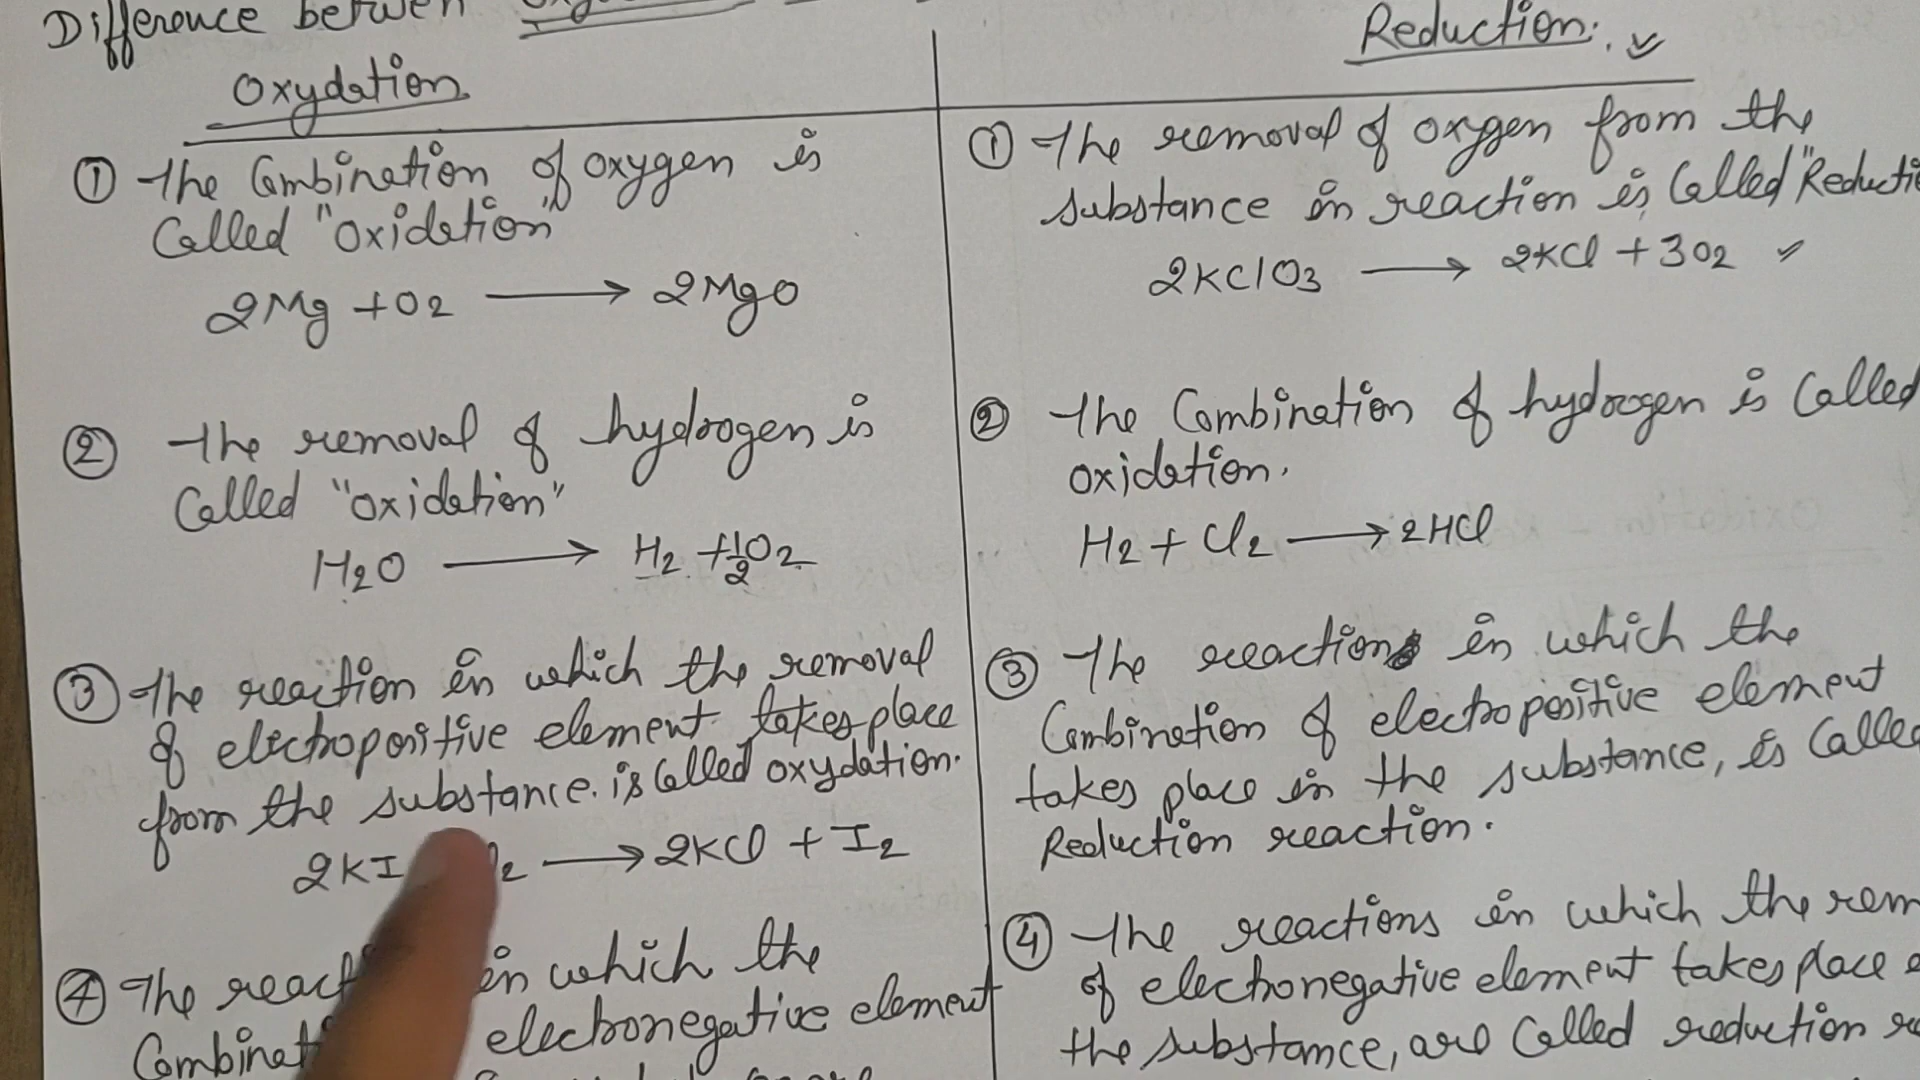 Difference between
Oxydation
① The Combination of oxygen is
Called "Oxidation"
2Mg + O2 ⟶ 2MgO
② The removal of hydrogen is
Called "oxidation"
H2O ⟶ H2 + 1/2 O2
③ The reaction in which the removal
of electropositive element takes place
from the substance. is Called oxydation.
2KI 2 ⟶ 2KCl + I2
④ The react in which the
Combinat electronegative element
Reduction:
① The removal of oxygen from the
substance in reaction is Called "Reducti
2KClO3 ⟶ 2KCl + 3O2
② The Combination of hydrogen is Called
oxidation.
H2 + Cl2 ⟶ 2HCl
③ The reaction in which the
Combination of electropositive element
takes place in the substance, is Called
Reduction reaction.
④ The reactions in which the rem
of electronegative element takes place
the substance, are Called reduction re